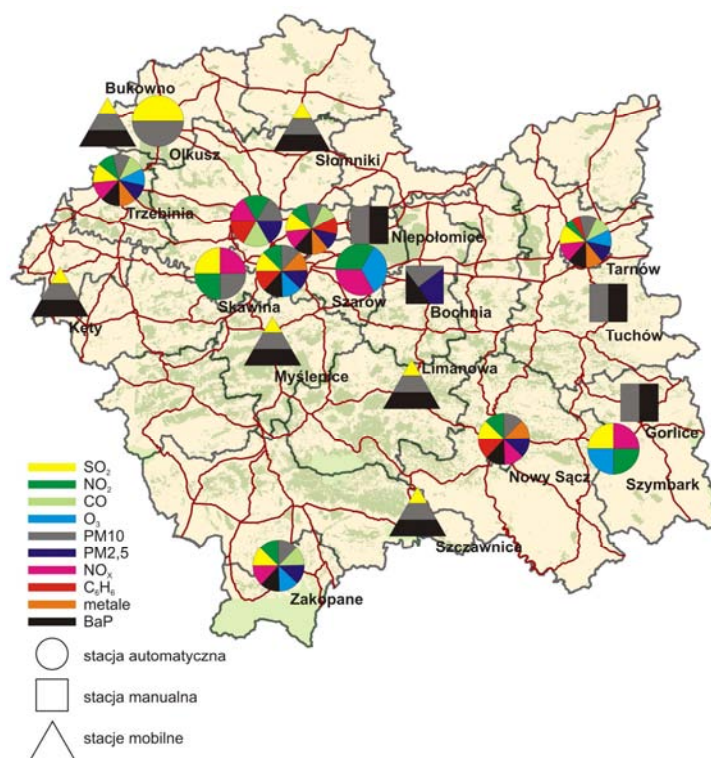 Bukowno
Olkusz
Słomniki
Trzebinia
Niepołomice
Tarnów
Skawina
Szarów
Bochnia
Kęty
Tuchów
Myślenice
Limanowa
Gorlice
Nowy Sącz
Szymbark
Szczawnica
Zakopane
SO₂
NO₂
CO
O₃
PM10
PM2,5
NOₓ
C₆H₆
metale
BaP
stacja automatyczna
stacja manualna
stacje mobilne